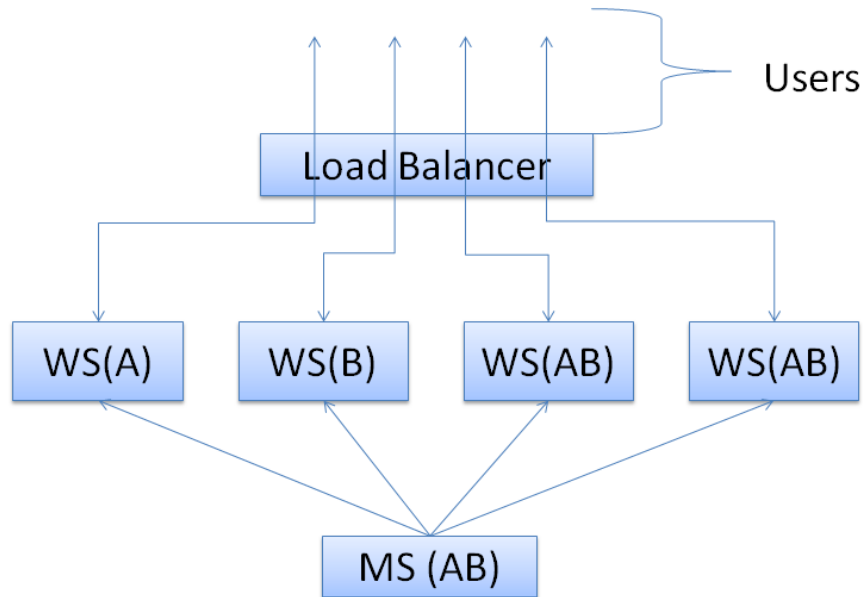 Users
Load Balancer
WS(A)
WS(B)
WS(AB)
WS(AB)
MS (AB)